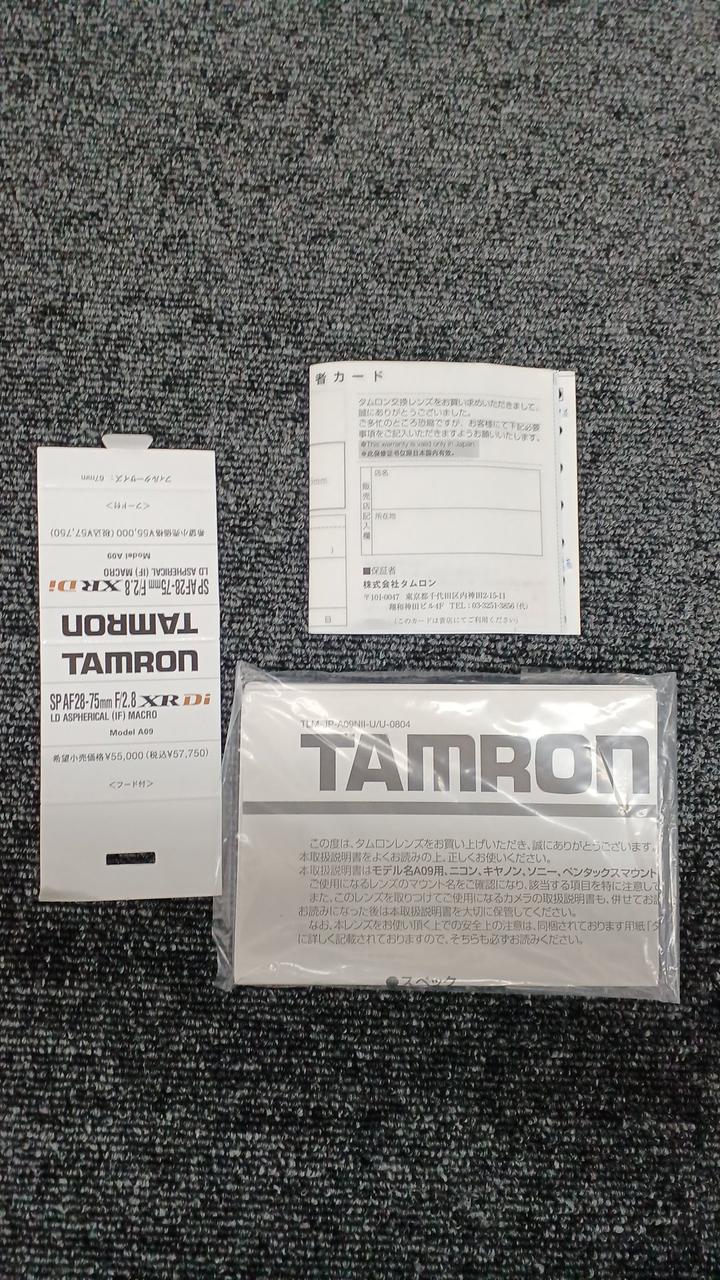 者カード
タムロン交換レンズをお買い求めいただきまして、
誠にありがとうございました。
ご多忙のところ恐縮ですが、お客様にて下記必要
事項をご記入いただきますようお願いいたします。
※This warranty is valid only in Japan.
※此保修证书仅限日本国内有效。
販売店記入欄
店名
所在地
mm
)
日
■保証者
株式会社タムロン
〒101-0047 東京都千代田区内神田2-15-11
翔和神田ビル4F TEL:03-3251-3856(代)
(このカードは貴店にてご利用ください)
フィルターサイズ:67mm
<フード付>
希望小売価格¥55,000(税込¥57,750)
Model A09
LD ASPHERICAL (IF) MACRO
SP AF28-75mm F/2.8 XR Di
TAMRON
TAMRON
SP AF28-75mm F/2.8 XR Di
LD ASPHERICAL (IF) MACRO
Model A09
希望小売価格¥55,000(税込¥57,750)
<フード付>
TLM-JP-A09NII-U/U-0804
TAMRON
この度は、タムロンレンズをお買い上げいただき、誠にありがとうございます。
本取扱説明書をよくお読みの上、正しくお使いください。
本取扱説明書はモデル名A09用、ニコン、キヤノン、ソニー、ペンタックスマウント
ご使用になるレンズのマウント名をご確認になり、該当する項目を特に注意して
また、このレンズを取りつけてご使用になるカメラの取扱説明書も、併せてお読
お読みになった後は本取扱説明書を大切に保管してください。
なお、本レンズをお使い頂く上での安全上の注意は、同梱されております用紙「タ
に詳しく記載されておりますので、そちらも必ずお読みください。
●スペック